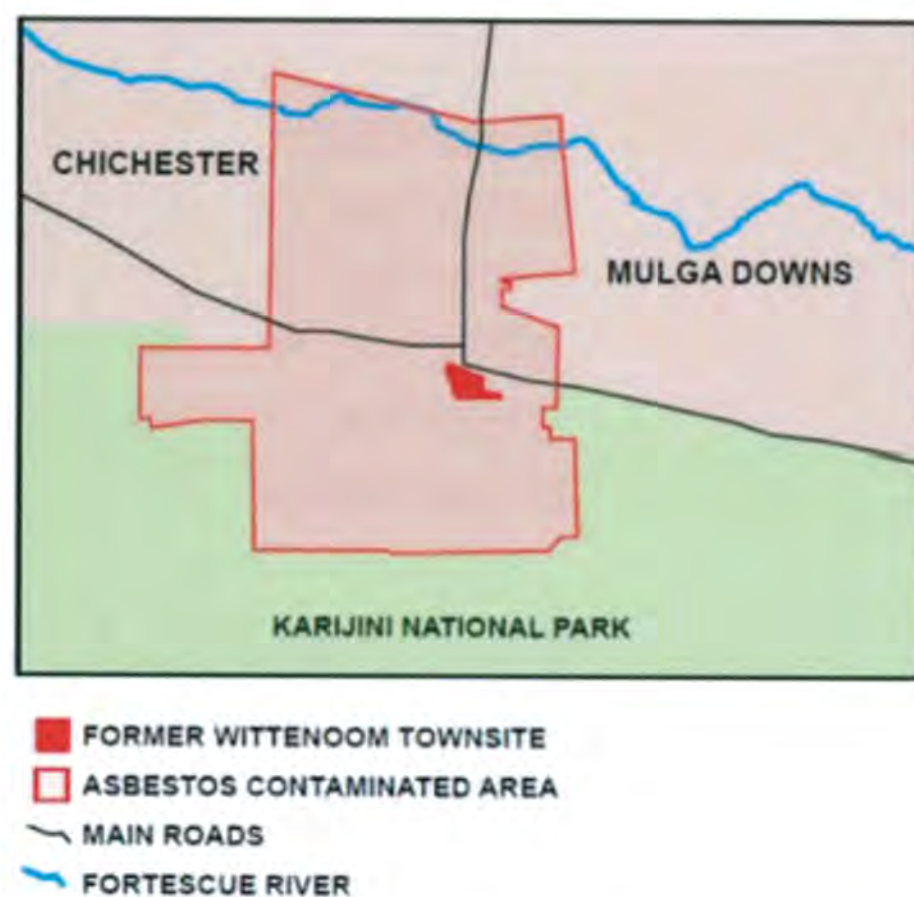 CHICHESTER
MULGA DOWNS
KARIJINI NATIONAL PARK
FORMER WITTENOOM TOWNSITE
ASBESTOS CONTAMINATED AREA
MAIN ROADS
FORTESCUE RIVER